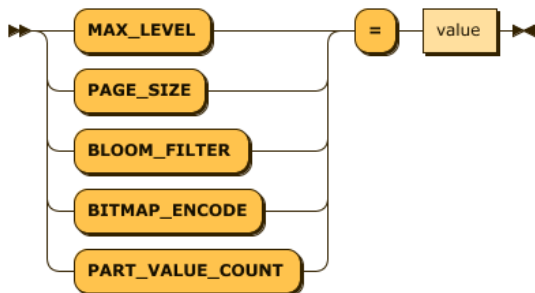 MAX_LEVEL = value
PAGE_SIZE
BLOOM_FILTER
BITMAP_ENCODE
PART_VALUE_COUNT